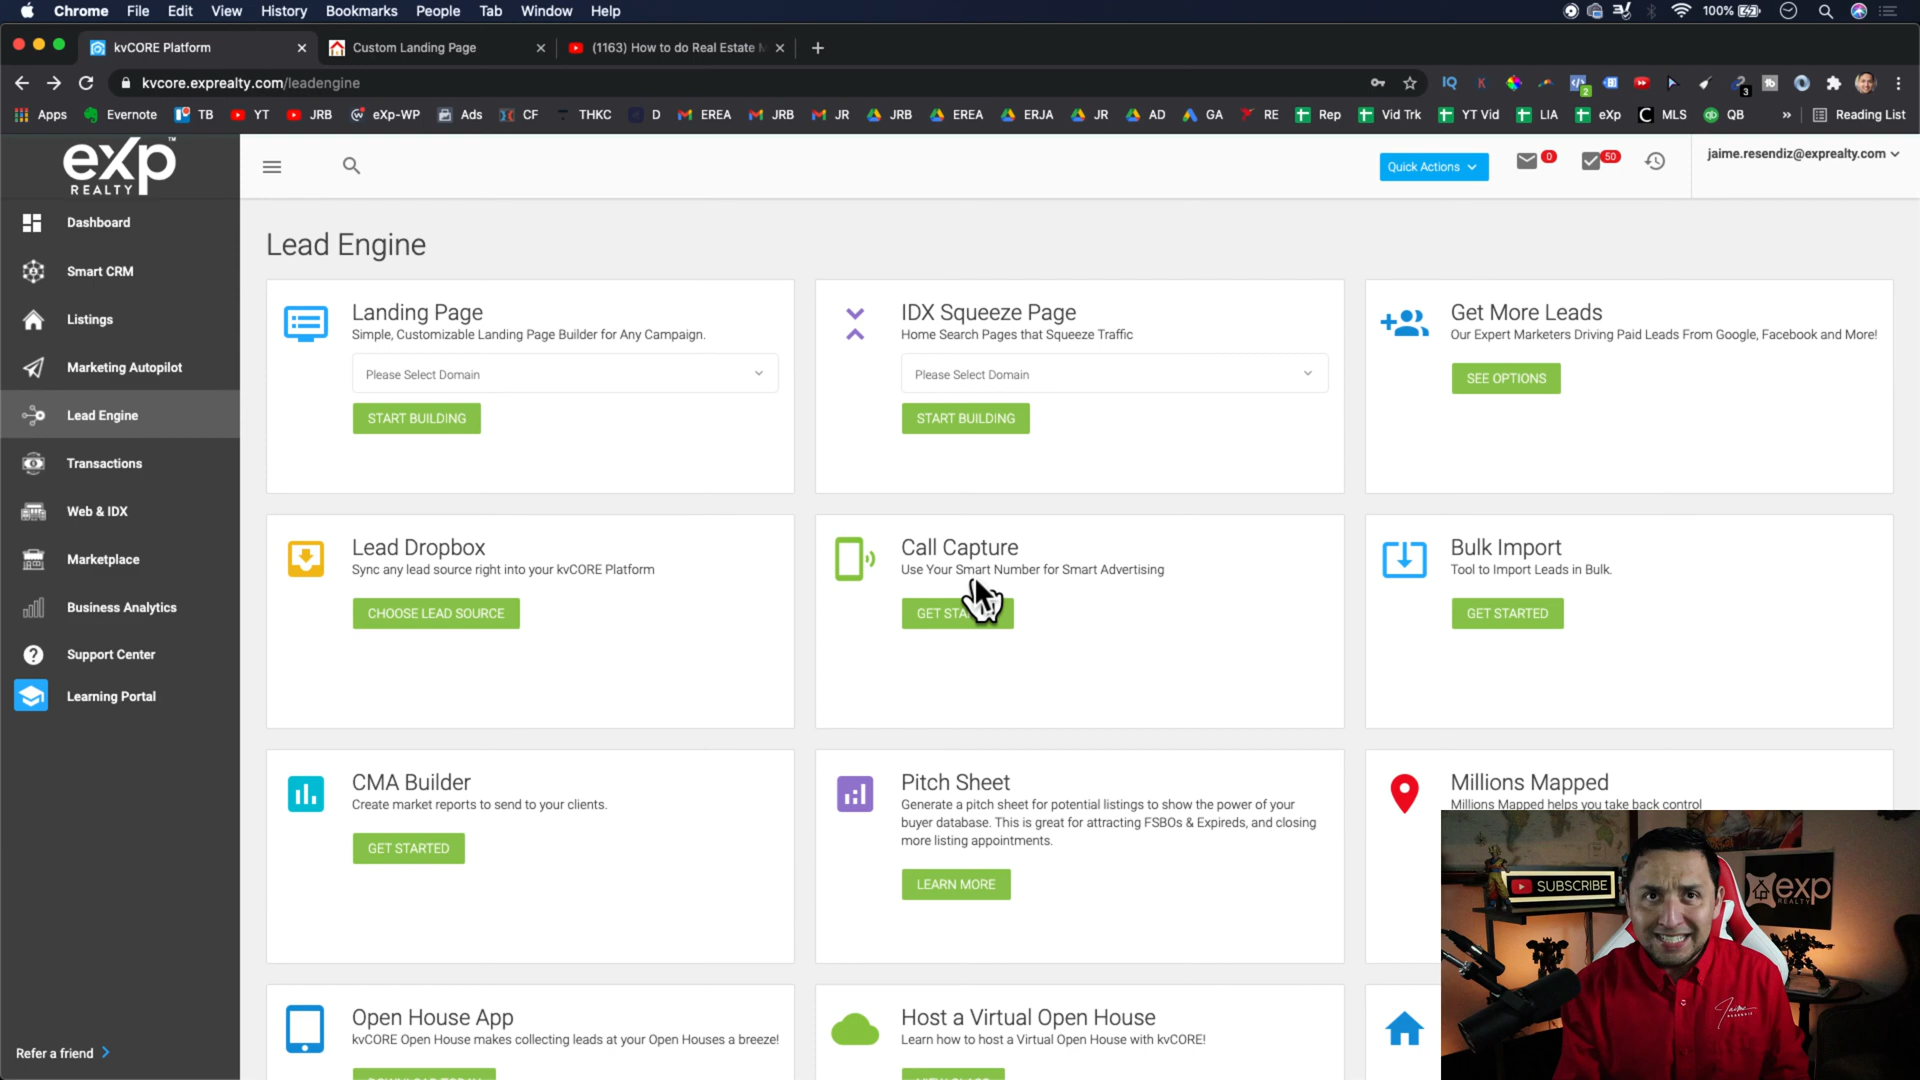 Chrome File Edit View History Bookmarks People Tab Window Help 100%
kvCORE Platform Custom Landing Page (1163) How to do Real Estate
kvcore.exprealty.com/leadengine
Apps Evernote TB YT JRB eXp-WP Ads CF THKC D EREA JRB JR JRB EREA ERJA JR AD GA RE Rep Vid Trk YT Vid LIA eXp MLS QB » Reading List
eXp
REALTY
Quick Actions 0 50 jaime.resendiz@exprealty.com
Dashboard
Smart CRM
Listings
Marketing Autopilot
Lead Engine
Transactions
Web & IDX
Marketplace
Business Analytics
Support Center
Learning Portal
Refer a friend
Lead Engine
Landing Page
Simple, Customizable Landing Page Builder for Any Campaign.
Please Select Domain
START BUILDING
IDX Squeeze Page
Home Search Pages that Squeeze Traffic
Please Select Domain
START BUILDING
Get More Leads
Our Expert Marketers Driving Paid Leads From Google, Facebook and More!
SEE OPTIONS
Lead Dropbox
Sync any lead source right into your kvCORE Platform
CHOOSE LEAD SOURCE
Call Capture
Use Your Smart Number for Smart Advertising
GET
Bulk Import
Tool to Import Leads in Bulk.
GET STARTED
CMA Builder
Create market reports to send to your clients.
GET STARTED
Pitch Sheet
Generate a pitch sheet for potential listings to show the power of your
buyer database. This is great for attracting FSBOs & Expireds, and closing
more listing appointments.
LEARN MORE
Millions Mapped
Millions Mapped helps you take back control
Open House App
kvCORE Open House makes collecting leads at your Open Houses a breeze!
Host a Virtual Open House
Learn how to host a Virtual Open House with kvCORE!
SUBSCRIBE
exp
REALTY
Jaime